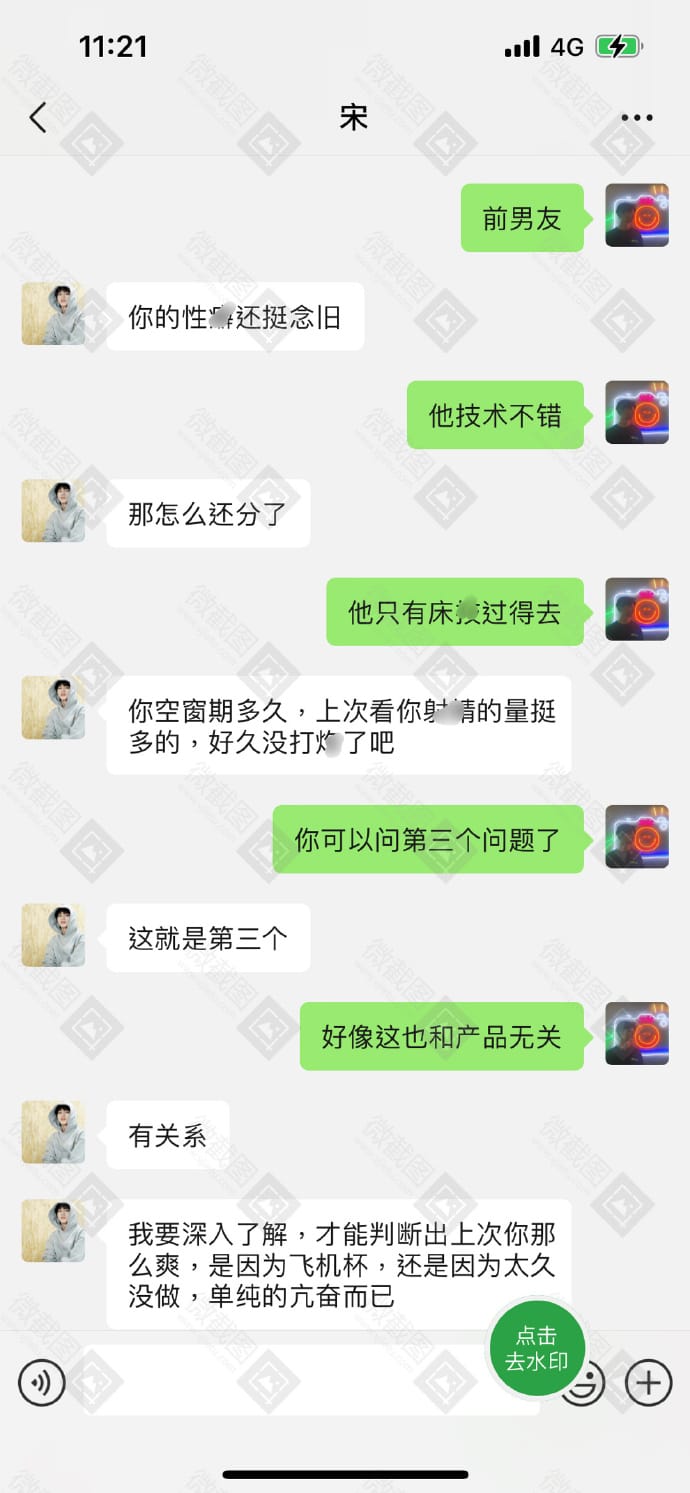 11:21
4G
宋
前男友
你的性癖还挺念旧
他技术不错
那怎么还分了
他只有床技过得去
你空窗期多久，上次看你射精的量挺
多的，好久没打炮了吧
你可以问第三个问题了
这就是第三个
好像这也和产品无关
有关系
我要深入了解，才能判断出上次你那
么爽，是因为飞机杯，还是因为太久
没做，单纯的亢奋而已
点击
去水印
微截图